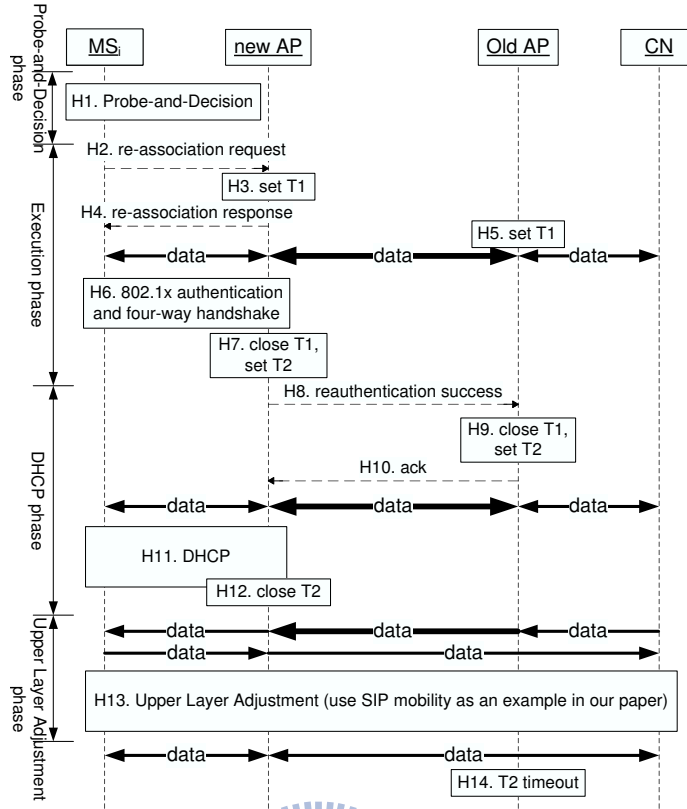 MSi
new AP
Old AP
CN
Probe-and-Decision
phase
H1. Probe-and-Decision
H2. re-association request
H3. set T1
H4. re-association response
H5. set T1
data
data
data
Execution phase
H6. 802.1x authentication
and four-way handshake
H7. close T1,
set T2
H8. reauthentication success
H9. close T1,
set T2
H10. ack
DHCP phase
data
data
data
H11. DHCP
H12. close T2
data
data
data
data
data
Upper Layer Adjustment
phase
H13. Upper Layer Adjustment (use SIP mobility as an example in our paper)
data
data
H14. T2 timeout